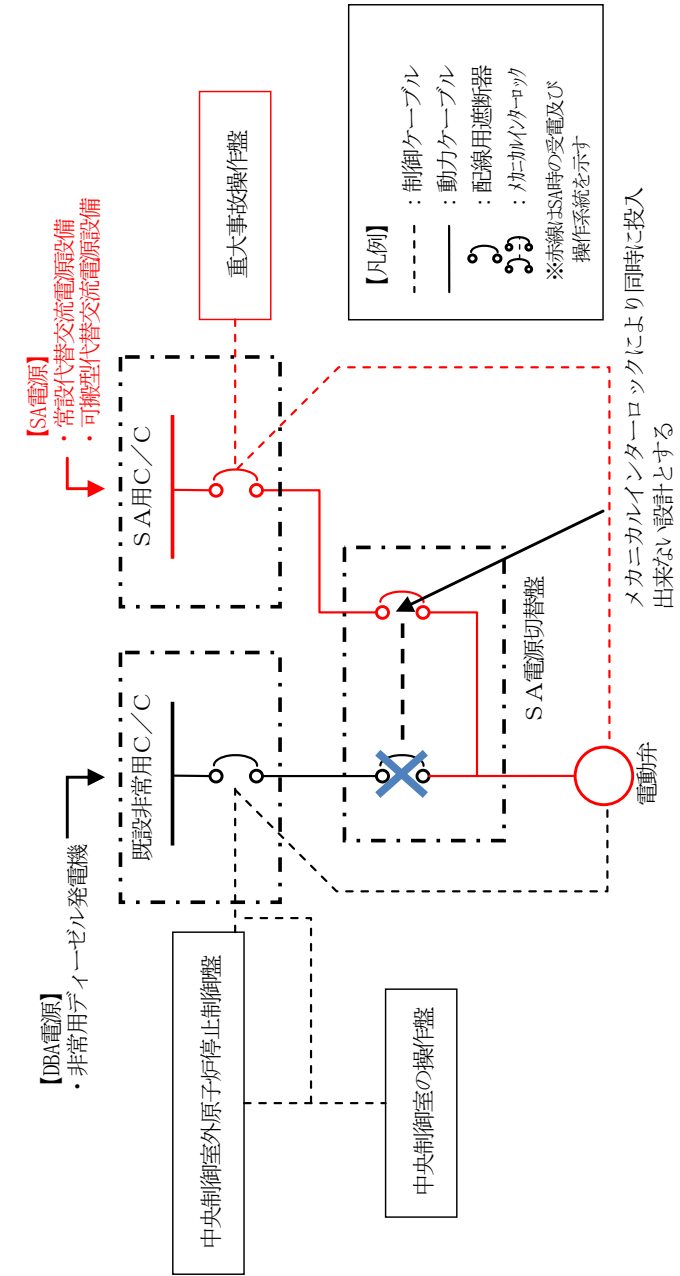 【DBA電源】
・非常用ディーゼル発電機
【SA電源】
・常設代替交流電源設備
・可搬型代替交流電源設備
既設非常用C/C
SA用C/C
中央制御室外原子炉停止制御盤
中央制御室の操作盤
重大事故操作盤
SA電源切替盤
電動弁
メカニカルインターロックにより同時に投入
出来ない設計とする
【凡例】
：制御ケーブル
：動力ケーブル
：配線用遮断器
：メカニカルインターロック
※赤線はSA時の受電及び
操作系統を示す